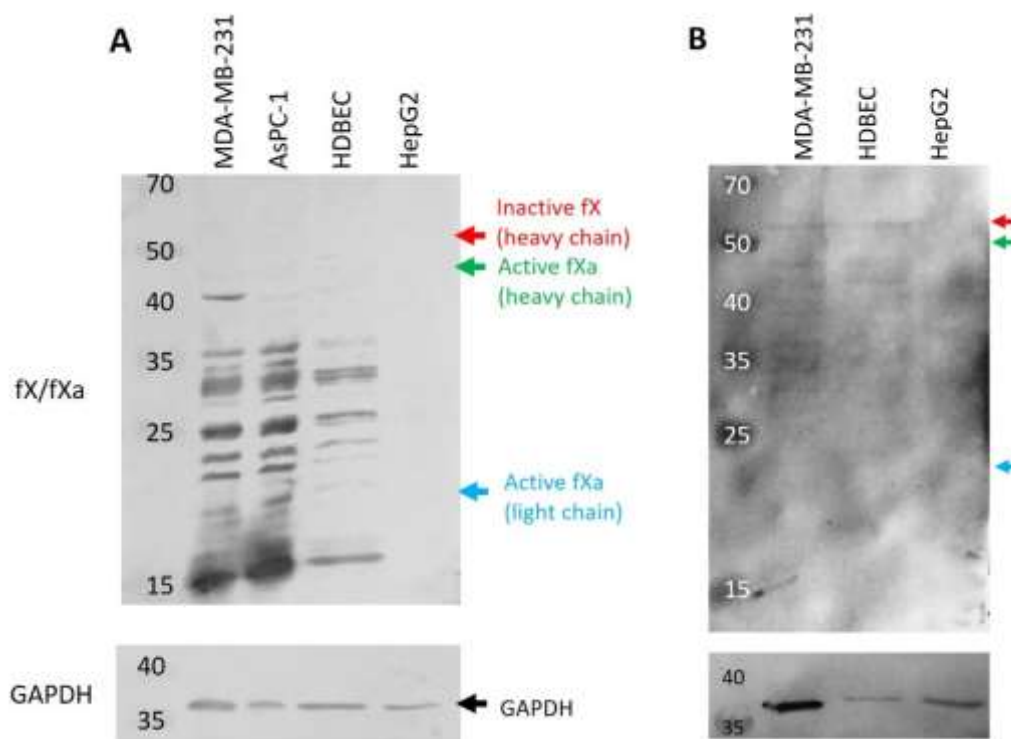 A
MDA-MB-231
AsPC-1
HDBEC
HepG2
70
50
40
35
25
15
fX/fXa
Inactive fX
(heavy chain)
Active fXa
(heavy chain)
Active fXa
(light chain)
GAPDH
40
35
GAPDH
B
MDA-MB-231
HDBEC
HepG2
70
50
40
35
25
15
40
35